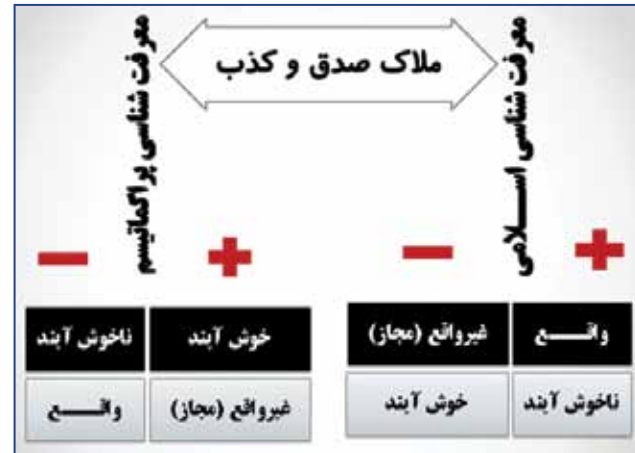 ملاک صدق و کذب
معرفت شناسی اســـلامی
+
−
واقـــــع
غیرواقع (مجاز)
ناخوش آیند
خوش آیند
معرفت شناسی پراگماتیسم
+
−
خوش آیند
ناخوش آیند
غیرواقع (مجاز)
واقـــــع